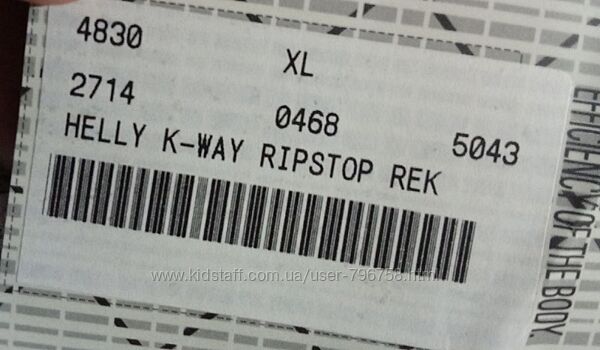 4830 XL
2714 0468 5043
HELLY K-WAY RIPSTOP REK
www.kidstaff.com.ua/user-796758.htm
EFFICIENCY OF THE BODY.